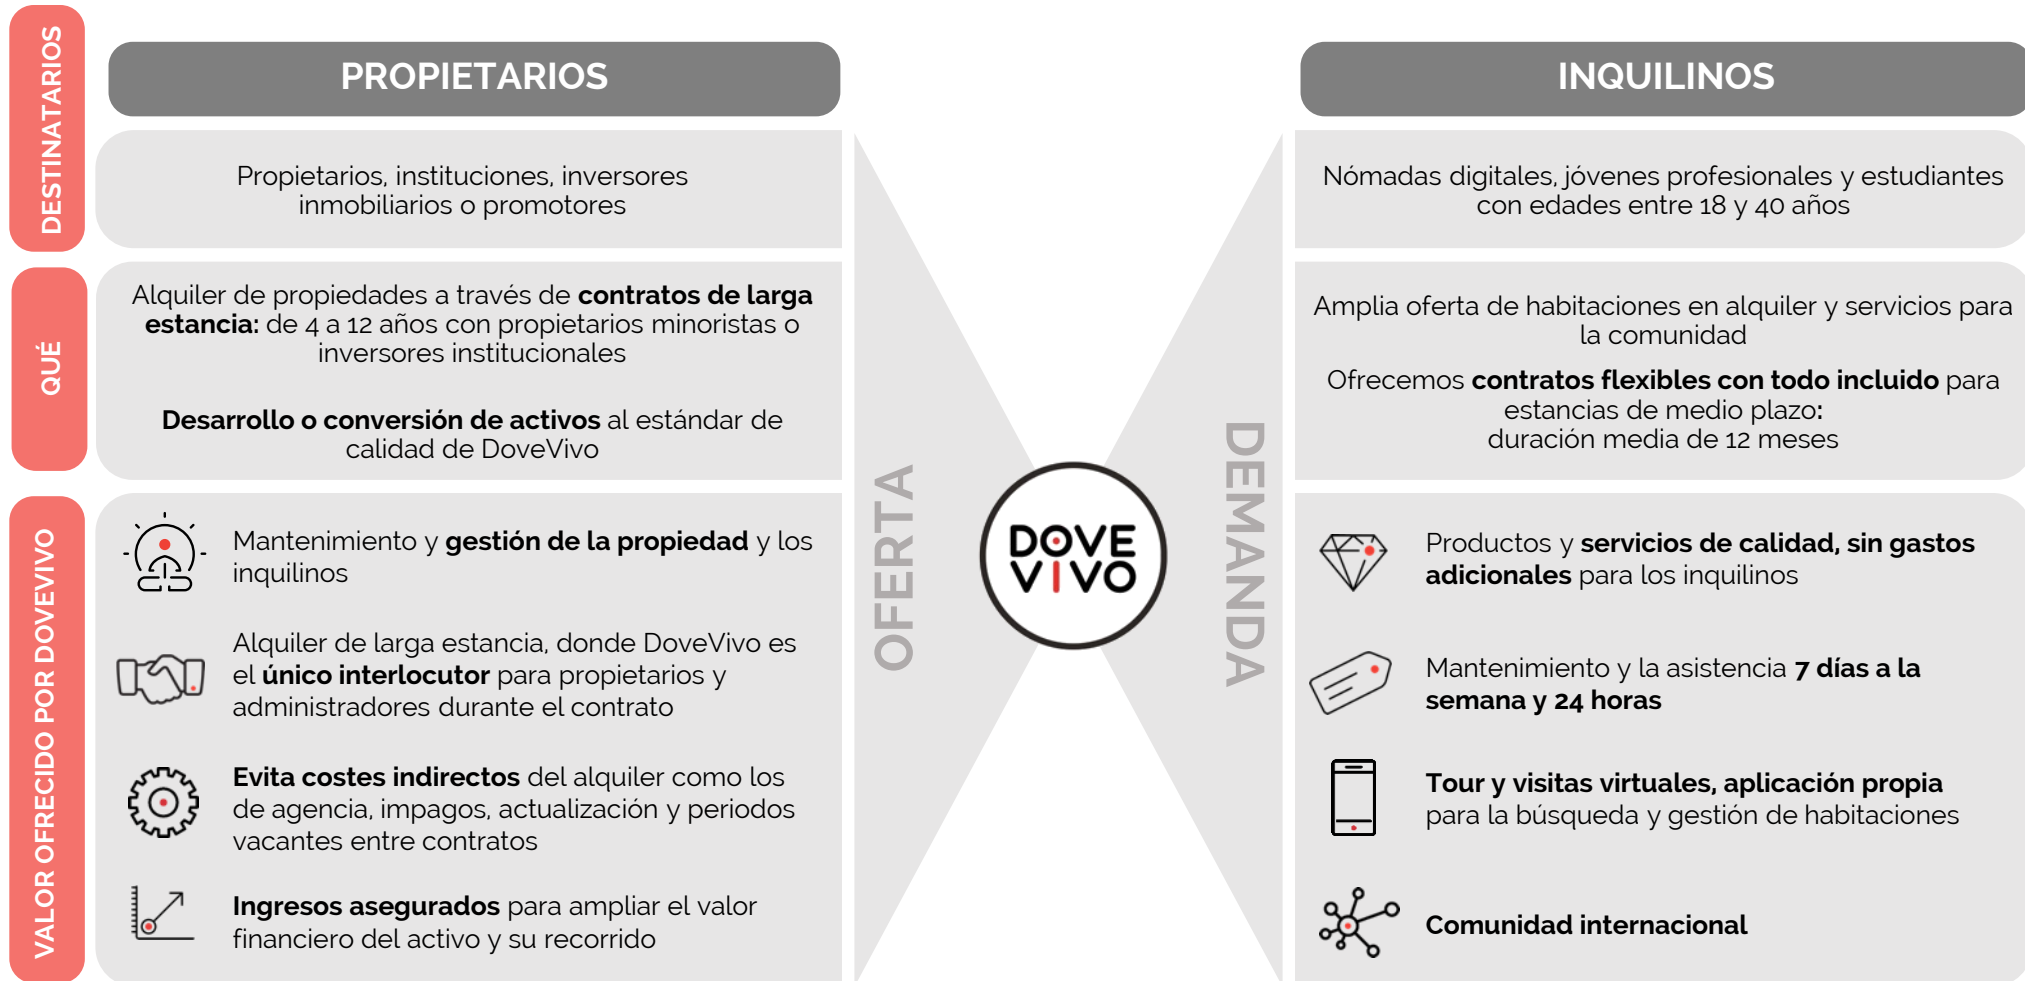 DESTINATARIOS
PROPIETARIOS
Propietarios, instituciones, inversores
inmobiliarios o promotores
QUÉ
Alquiler de propiedades a través de contratos de larga
estancia: de 4 a 12 años con propietarios minoristas o
inversores institucionales
Desarrollo o conversión de activos al estándar de
calidad de DoveVivo
VALOR OFRECIDO POR DOVEVIVO
Mantenimiento y gestión de la propiedad y los
inquilinos
Alquiler de larga estancia, donde DoveVivo es
el único interlocutor para propietarios y
administradores durante el contrato
Evita costes indirectos del alquiler como los
de agencia, impagos, actualización y periodos
vacantes entre contratos
Ingresos asegurados para ampliar el valor
financiero del activo y su recorrido
OFERTA
DOVE
VIVO
DEMANDA
INQUILINOS
Nómadas digitales, jóvenes profesionales y estudiantes
con edades entre 18 y 40 años
Amplia oferta de habitaciones en alquiler y servicios para
la comunidad
Ofrecemos contratos flexibles con todo incluido para
estancias de medio plazo:
duración media de 12 meses
Productos y servicios de calidad, sin gastos
adicionales para los inquilinos
Mantenimiento y la asistencia 7 días a la
semana y 24 horas
Tour y visitas virtuales, aplicación propia
para la búsqueda y gestión de habitaciones
Comunidad internacional